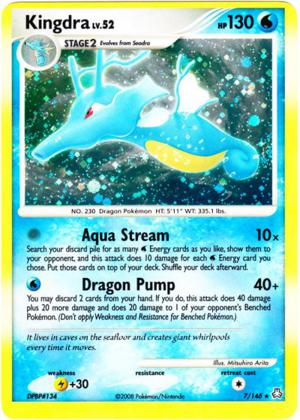 Kingdra LV.52 HP 130
STAGE 2 Evolves from Seadra
NO. 230 Dragon Pokémon HT: 5'11" WT: 335.1 lbs.
Aqua Stream 10×
Search your discard pile for as many Energy cards as you like, show them to
your opponent, and this attack does 10 damage for each Energy card you
chose. Put those cards on top of your deck. Shuffle your deck afterward.
Dragon Pump 40+
You may discard 2 cards from your hand. If you do, this attack does 40 damage
plus 20 more damage and does 20 damage to 1 of your opponent's Benched
Pokémon. (Don't apply Weakness and Resistance for Benched Pokémon.)
It lives in caves on the seafloor and creates giant whirlpools
every time it yawns.
Illus. Mitsuhiro Arita
weakness resistance retreat cost
+30
DPBP#134 ©2008 Pokémon/Nintendo 7/146 ★